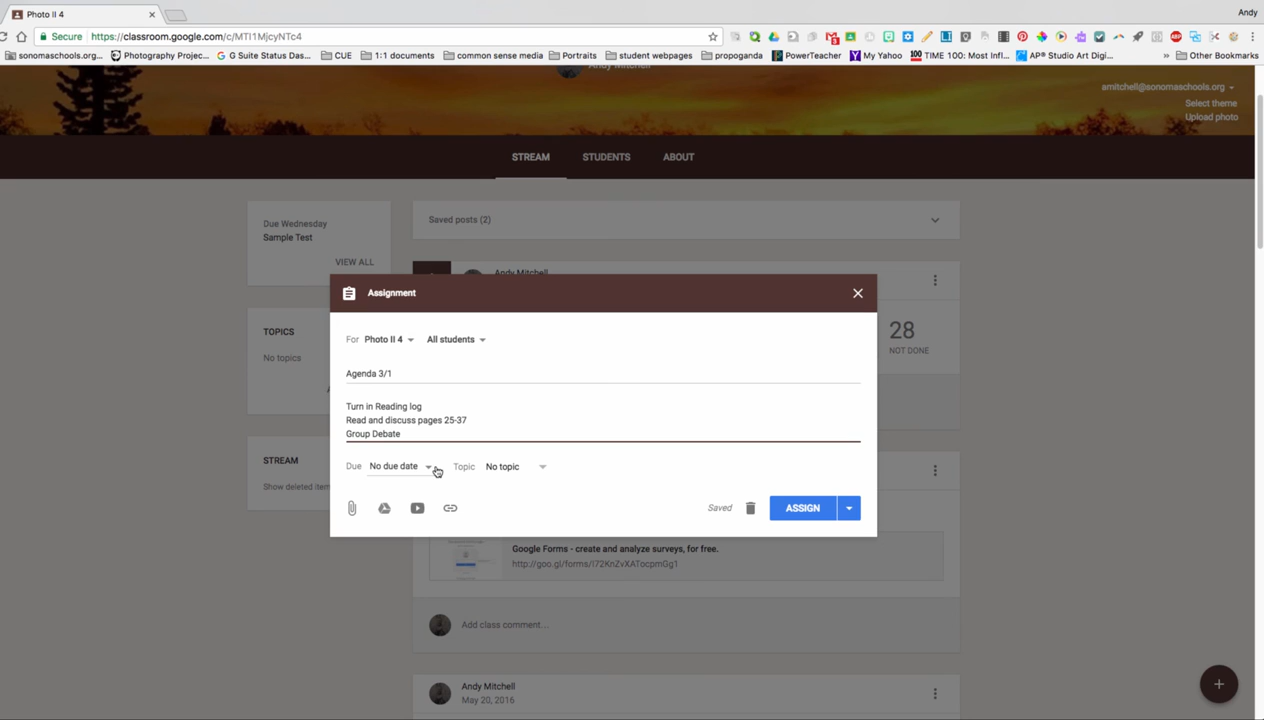 Photo II 4
Andy
Secure https://classroom.google.com/c/MTI1MjcyNTc4
sonomaschools.org...
Photography Projec...
G Suite Status Das...
CUE
1:1 documents
common sense media
Portraits
student webpages
propoganda
PowerTeacher
My Yahoo
TIME 100: Most Infl...
AP® Studio Art Digi...
» Other Bookmarks
Andy Mitchell
amitchell@sonomaschools.org
Select theme
Upload photo
STREAM
STUDENTS
ABOUT
Due Wednesday
Sample Test
VIEW ALL
Saved posts (2)
Andy Mitchell
TOPICS
No topics
28
NOT DONE
STREAM
Show deleted item
Assignment
For Photo II 4 All students
Agenda 3/1
Turn in Reading log
Read and discuss pages 25-37
Group Debate
Due No due date Topic No topic
Saved
ASSIGN
Google Forms - create and analyze surveys, for free.
http://goo.gl/forms/I72KnZvXATocpmGg1
Add class comment...
Andy Mitchell
May 20, 2016